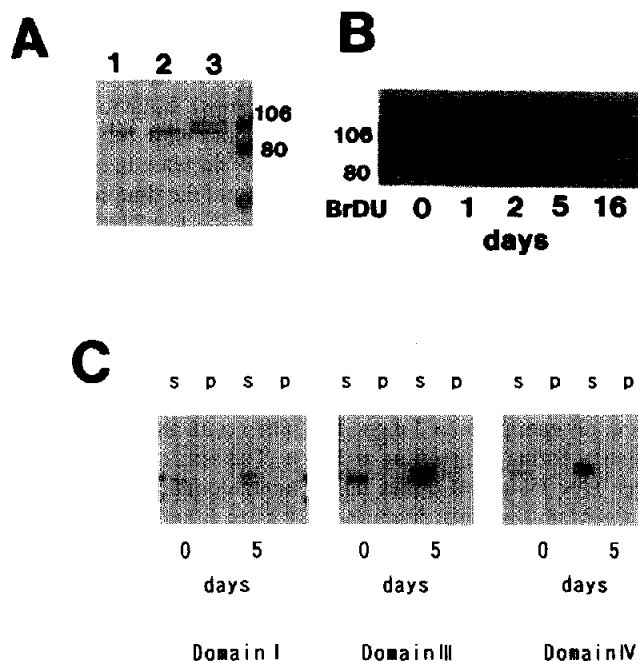 A
1 2 3
106
80
B
106
80
BrDU 0 1 2 5 16
days
C
s p s p s p s p s p s p
0 5 0 5 0 5
days days days
Domain I Domain III Domain IV